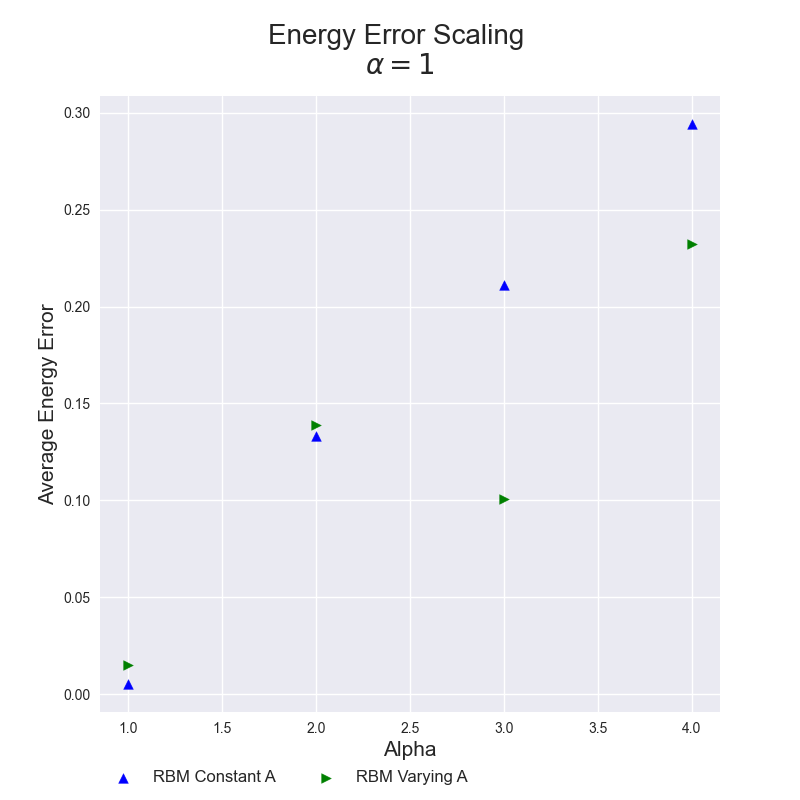 Energy Error Scaling
α = 1
Average Energy Error
0.30
0.25
0.20
0.15
0.10
0.05
0.00
1.0 1.5 2.0 2.5 3.0 3.5 4.0
Alpha
RBM Constant A RBM Varying A